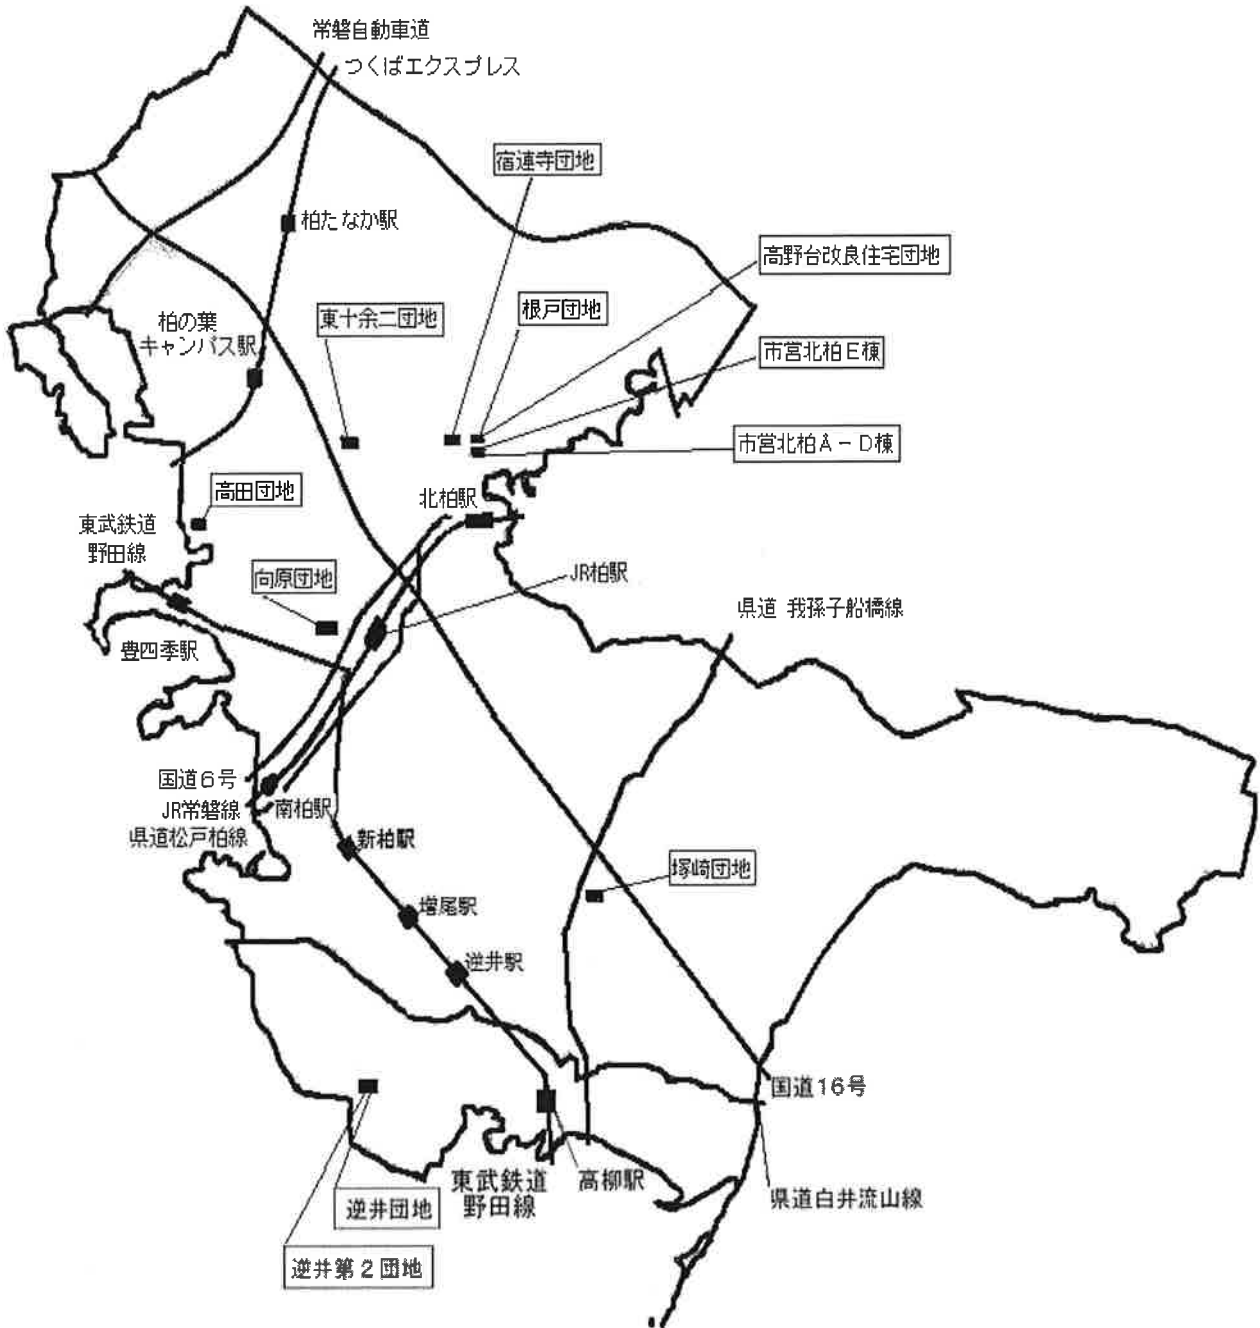 常磐自動車道
つくばエクスプレス
宿連寺団地
柏たなか駅
高野台改良住宅団地
根戸団地
東十余二団地
柏の葉
キャンパス駅
市営北柏E棟
市営北柏A－D棟
高田団地
北柏駅
東武鉄道
野田線
向原団地
JR柏駅
県道 我孫子船橋線
豊四季駅
国道6号
JR常磐線
南柏駅
県道松戸柏線
新柏駅
塚崎団地
増尾駅
逆井駅
国道16号
東武鉄道
野田線
高柳駅
県道白井流山線
逆井団地
逆井第2団地